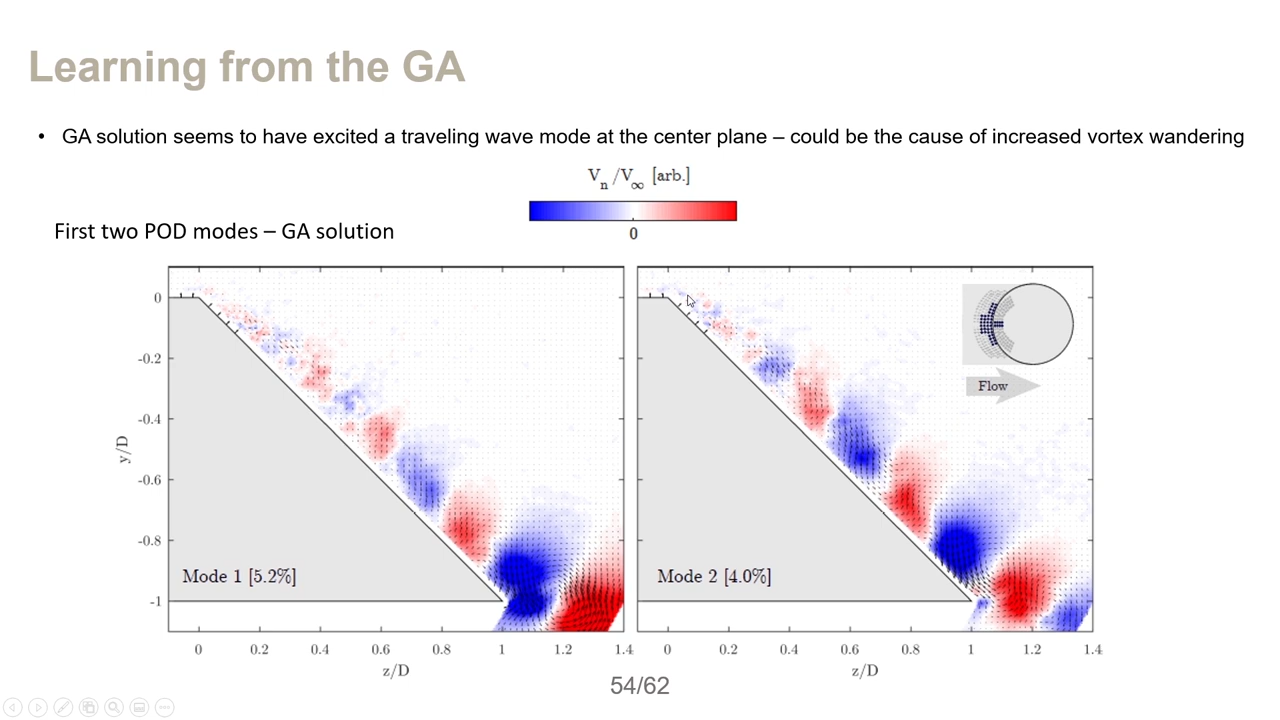 Learning from the GA
• GA solution seems to have excited a traveling wave mode at the center plane – could be the cause of increased vortex wandering
Vn/V∞ [arb.]
0
First two POD modes – GA solution
0
-0.2
-0.4
-0.6
-0.8
-1
y/D
Mode 1 [5.2%]
0 0.2 0.4 0.6 0.8 1 1.2 1.4
z/D
Flow
Mode 2 [4.0%]
0 0.2 0.4 0.6 0.8 1 1.2 1.4
z/D
54/62